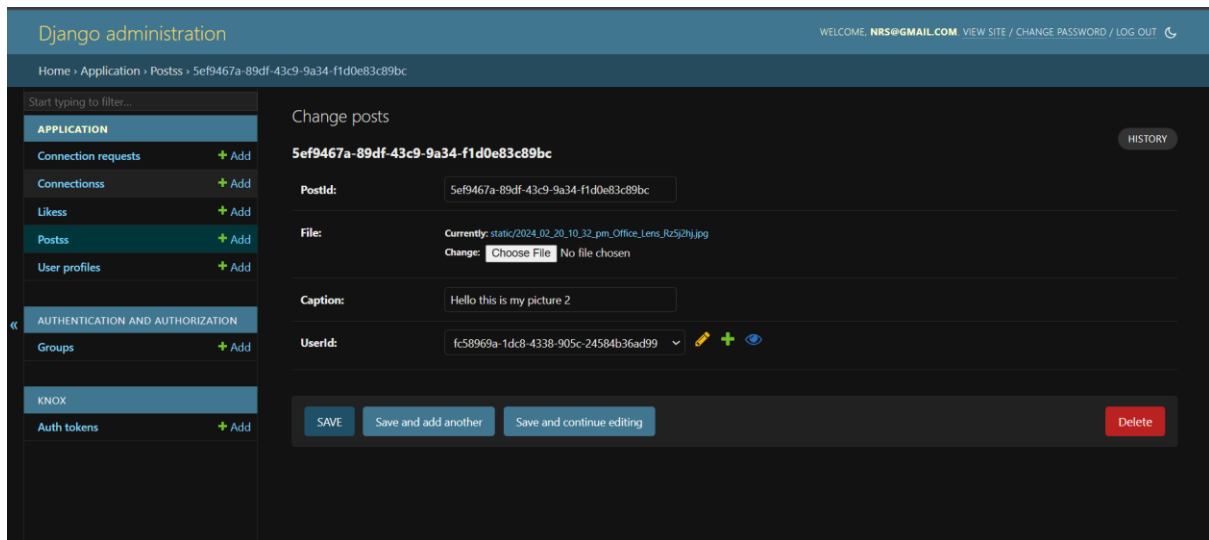 Django administration
WELCOME, NRS@GMAIL.COM. VIEW SITE / CHANGE PASSWORD / LOG OUT
Home › Application › Postss › 5ef9467a-89df-43c9-9a34-f1d0e83c89bc
Start typing to filter...
APPLICATION
Connection requests + Add
Connectionss + Add
Likess + Add
Postss + Add
User profiles + Add
«
AUTHENTICATION AND AUTHORIZATION
Groups + Add
KNOX
Auth tokens + Add
Change posts
HISTORY
5ef9467a-89df-43c9-9a34-f1d0e83c89bc
PostId: 5ef9467a-89df-43c9-9a34-f1d0e83c89bc
File: Currently: static/2024_02_20_10_32_pm_Office_Lens_Rz5j2hj.jpg
Change: Choose File No file chosen
Caption: Hello this is my picture 2
UserId: fc58969a-1dc8-4338-905c-24584b36ad99
SAVE Save and add another Save and continue editing Delete